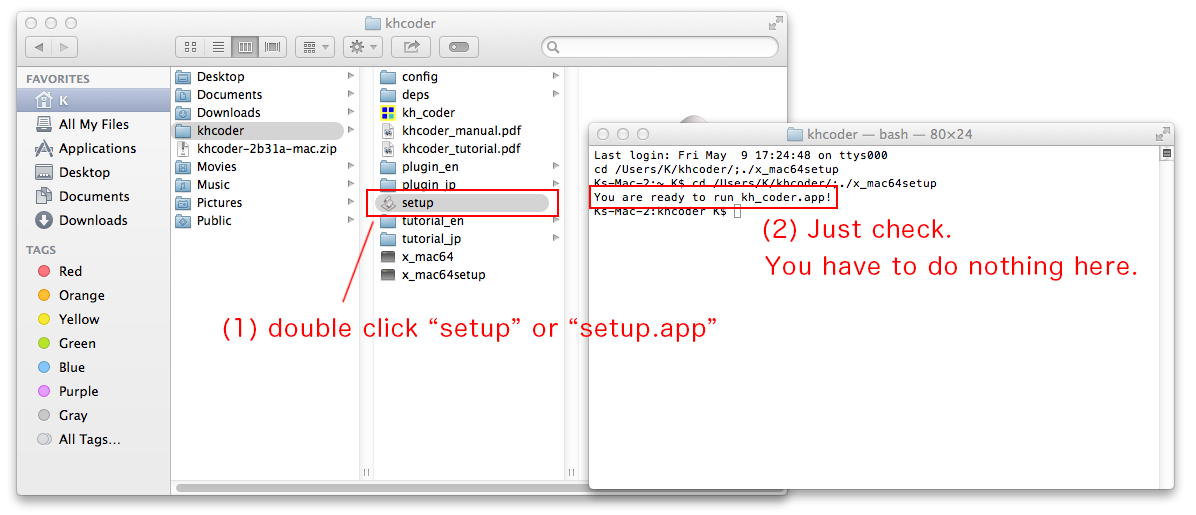 khcoder
FAVORITES
K
All My Files
Applications
Desktop
Documents
Downloads
TAGS
Red
Orange
Yellow
Green
Blue
Purple
Gray
All Tags...
Desktop
Documents
Downloads
khcoder
khcoder-2b31a-mac.zip
Movies
Music
Pictures
Public
config
deps
kh_coder
khcoder_manual.pdf
khcoder_tutorial.pdf
plugin_en
plugin_jp
setup
tutorial_en
tutorial_jp
x_mac64
x_mac64setup
(1) double click “setup” or “setup.app”
khcoder — bash — 80×24
Last login: Fri May  9 17:24:48 on ttys000
cd /Users/K/khcoder/;./x_mac64setup
Ks-Mac-2:~ K$ cd /Users/K/khcoder/;./x_mac64setup
You are ready to run kh_coder.app!
Ks-Mac-2:khcoder K$
(2) Just check.
You have to do nothing here.